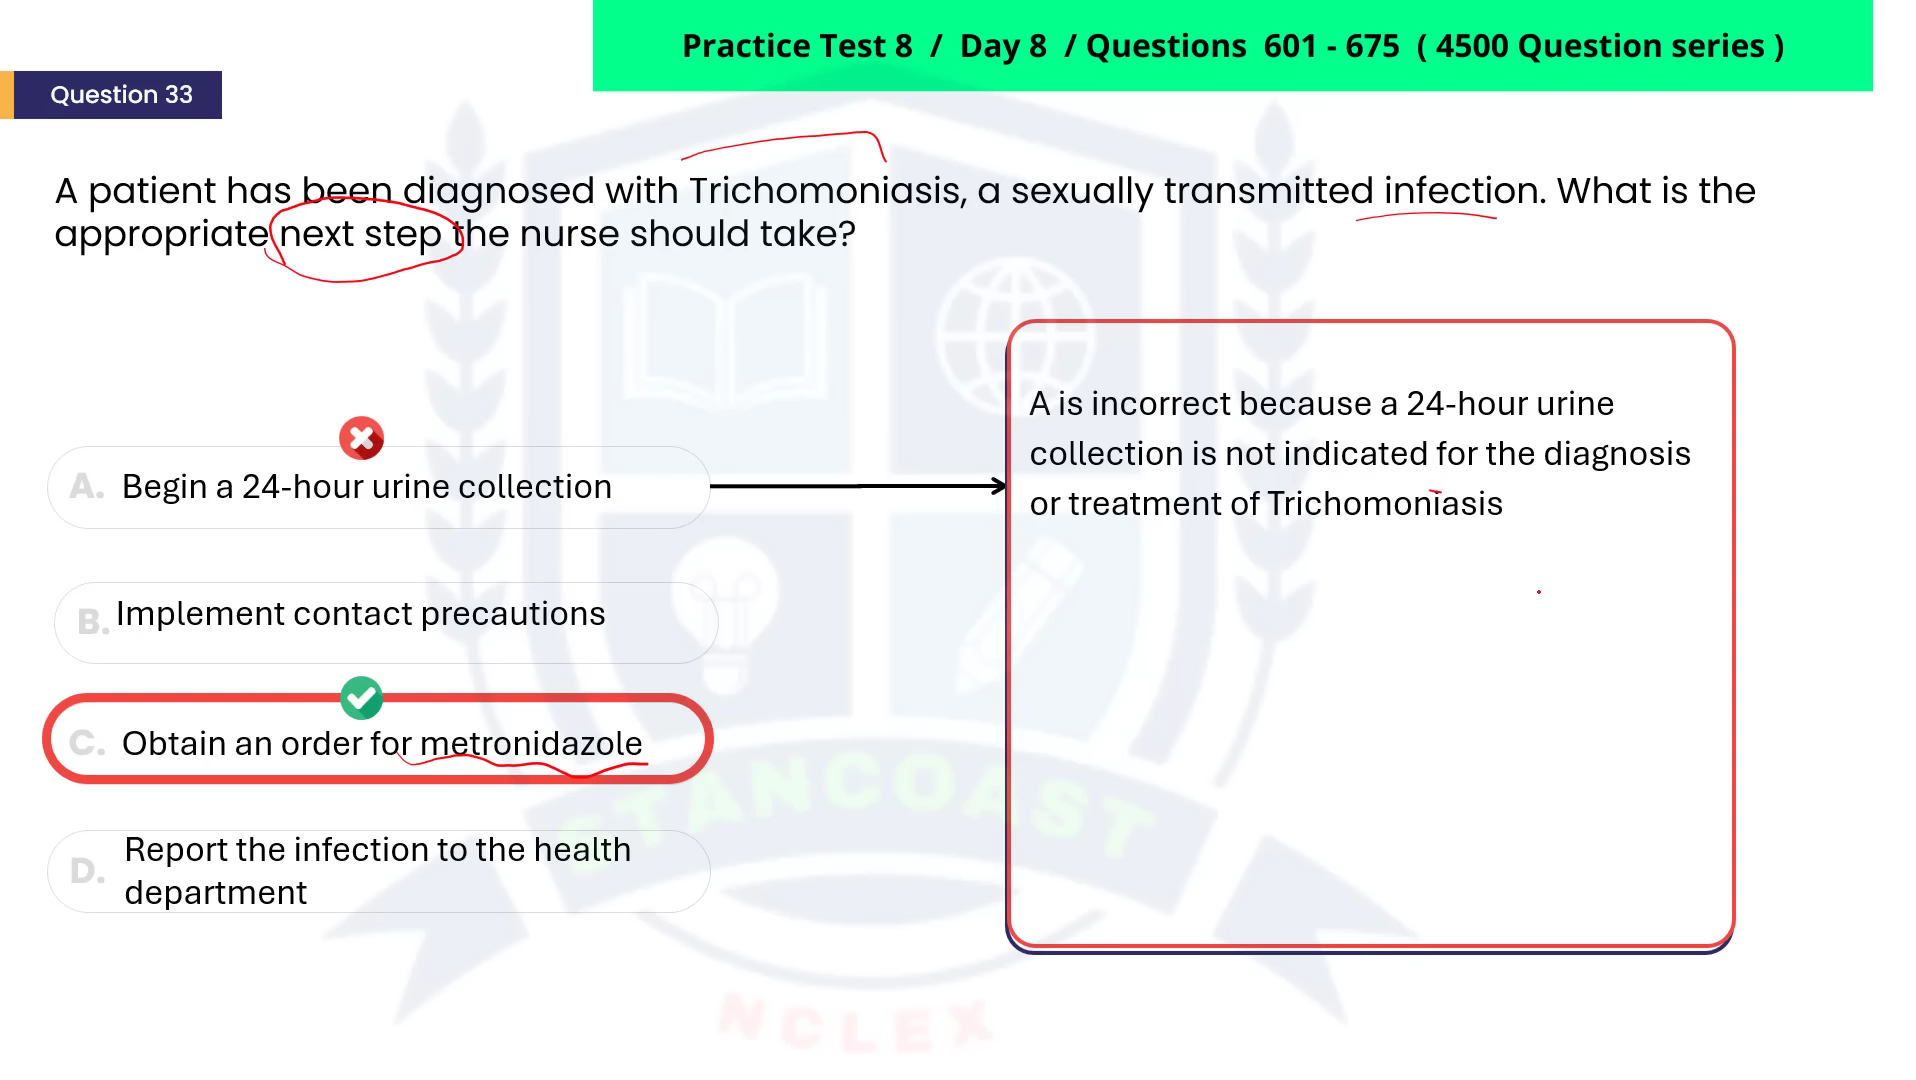 Practice Test 8 / Day 8 / Questions 601 - 675 ( 4500 Question series )
Question 33
A patient has been diagnosed with Trichomoniasis, a sexually transmitted infection. What is the
appropriate next step the nurse should take?
A. Begin a 24-hour urine collection
B. Implement contact precautions
C. Obtain an order for metronidazole
D. Report the infection to the health
department
A is incorrect because a 24-hour urine
collection is not indicated for the diagnosis
or treatment of Trichomoniasis
STANCOAST
NCLEX